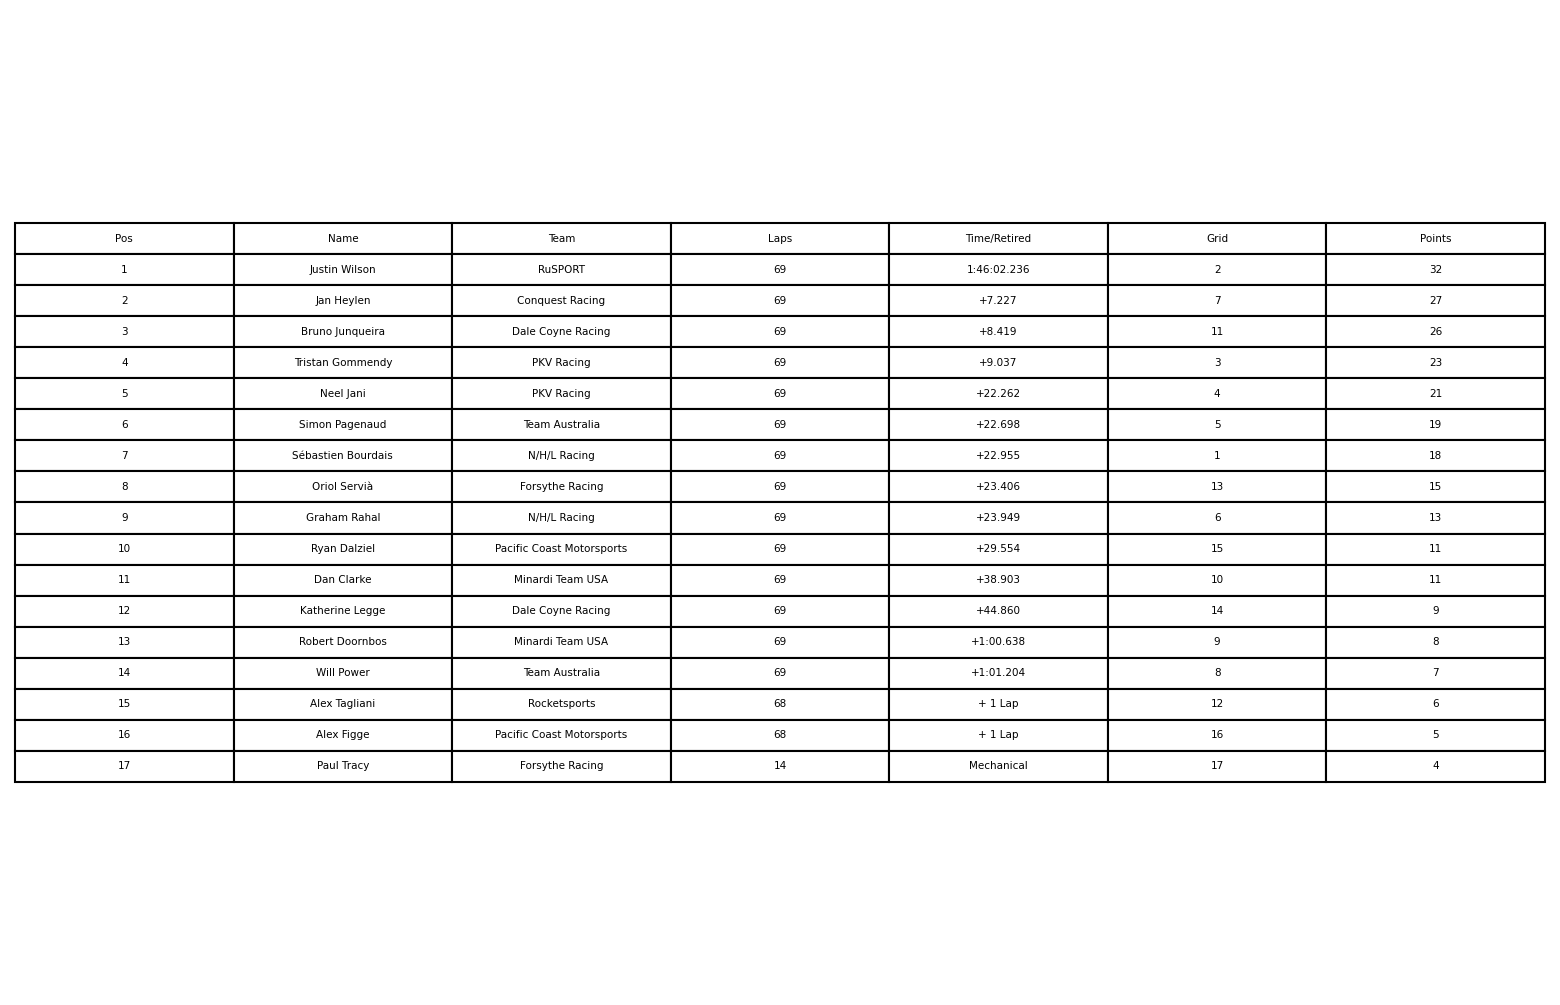 Pos Name Team Laps Time/Retired Grid Points
1 Justin Wilson RuSPORT 69 1:46:02.236 2 32
2 Jan Heylen Conquest Racing 69 +7.227 7 27
3 Bruno Junqueira Dale Coyne Racing 69 +8.419 11 26
4 Tristan Gommendy PKV Racing 69 +9.037 3 23
5 Neel Jani PKV Racing 69 +22.262 4 21
6 Simon Pagenaud Team Australia 69 +22.698 5 19
7 Sébastien Bourdais N/H/L Racing 69 +22.955 1 18
8 Oriol Servià Forsythe Racing 69 +23.406 13 15
9 Graham Rahal N/H/L Racing 69 +23.949 6 13
10 Ryan Dalziel Pacific Coast Motorsports 69 +29.554 15 11
11 Dan Clarke Minardi Team USA 69 +38.903 10 11
12 Katherine Legge Dale Coyne Racing 69 +44.860 14 9
13 Robert Doornbos Minardi Team USA 69 +1:00.638 9 8
14 Will Power Team Australia 69 +1:01.204 8 7
15 Alex Tagliani Rocketsports 68 + 1 Lap 12 6
16 Alex Figge Pacific Coast Motorsports 68 + 1 Lap 16 5
17 Paul Tracy Forsythe Racing 14 Mechanical 17 4